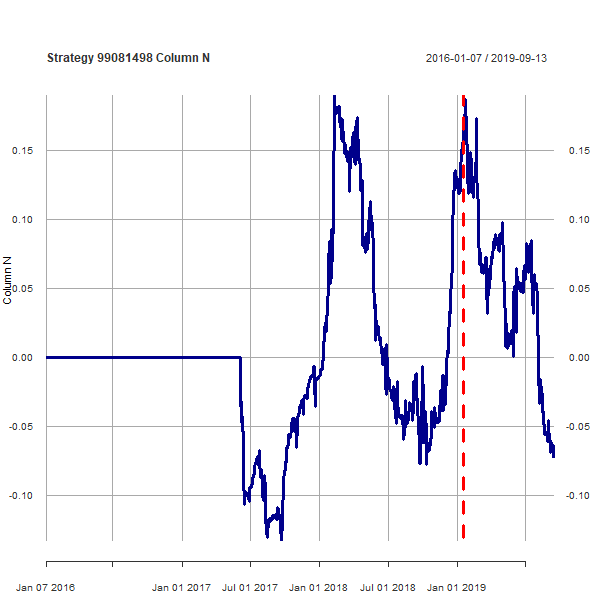 Strategy 99081498 Column N
2016-01-07 / 2019-09-13
Column N
0.15
0.10
0.05
0.00
-0.05
-0.10
0.15
0.10
0.05
0.00
-0.05
-0.10
Jan 07 2016
Jan 01 2017
Jul 01 2017
Jan 01 2018
Jul 01 2018
Jan 01 2019